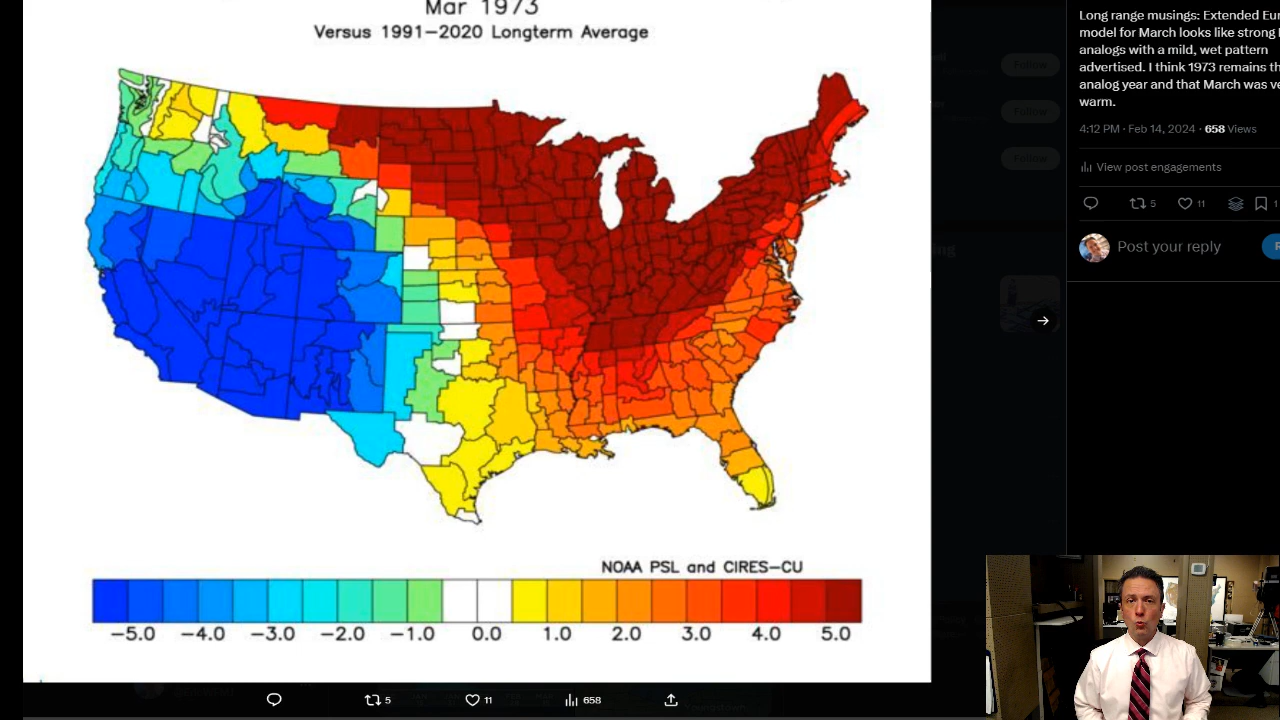 Mar 1973
Versus 1991-2020 Longterm Average
NOAA PSL and CIRES-CU
-5.0 -4.0 -3.0 -2.0 -1.0 0.0 1.0 2.0 3.0 4.0 5.0
5 11 658
Follow
Follow
Follow
Long range musings: Extended
model for March looks like strong
analogs with a mild, wet pattern
advertised. I think 1973 remains
analog year and that March was
warm.
4:12 PM · Feb 14, 2024 · 658 Views
View post engagements
5 11 1
Post your reply